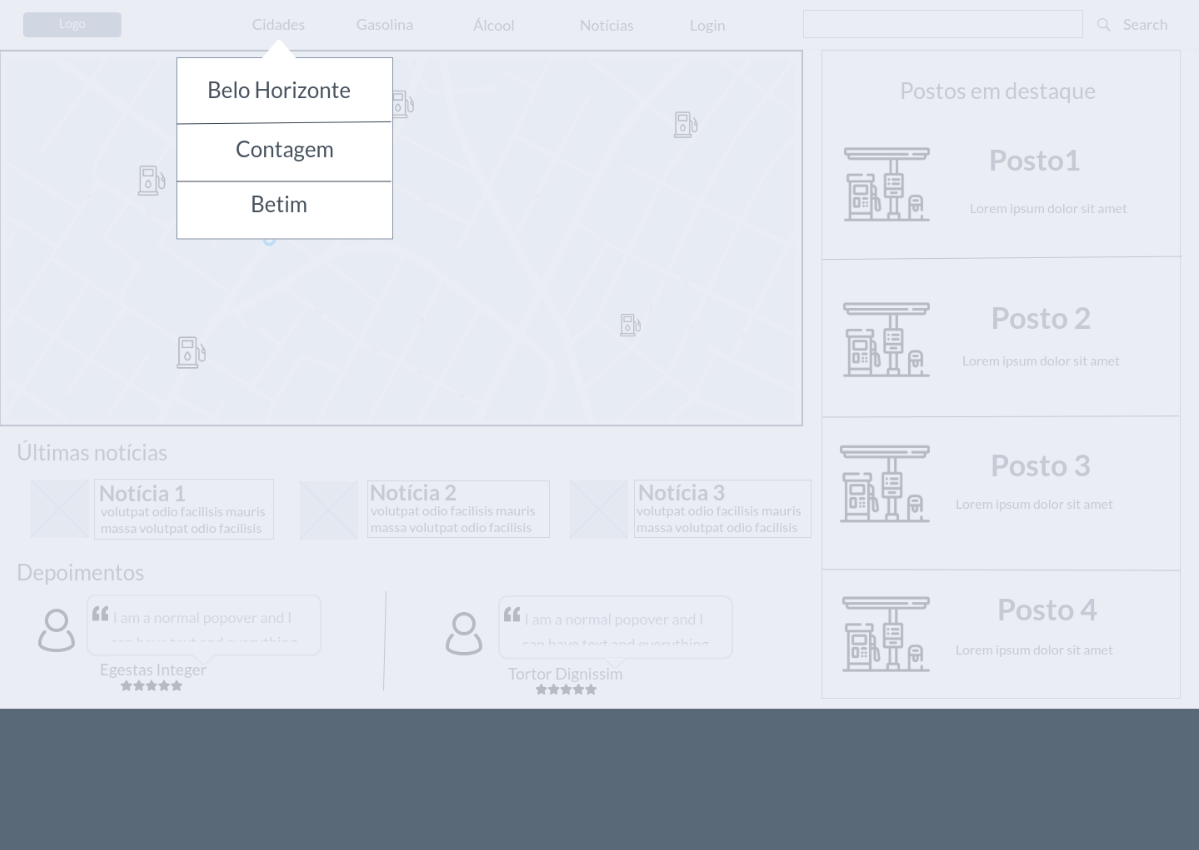 Logo
Cidades
Gasolina
Álcool
Notícias
Login
Search
Belo Horizonte
Contagem
Betim
Postos em destaque
Posto1
Lorem ipsum dolor sit amet
Posto 2
Lorem ipsum dolor sit amet
Posto 3
Lorem ipsum dolor sit amet
Posto 4
Lorem ipsum dolor sit amet
Últimas notícias
Notícia 1
volutpat odio facilisis mauris
massa volutpat odio facilisis
Notícia 2
volutpat odio facilisis mauris
massa volutpat odio facilisis
Notícia 3
volutpat odio facilisis mauris
massa volutpat odio facilisis
Depoimentos
“ I am a normal popover and I
can have text and everything
Egestas Integer
“ I am a normal popover and I
can have text and everything
Tortor Dignissim